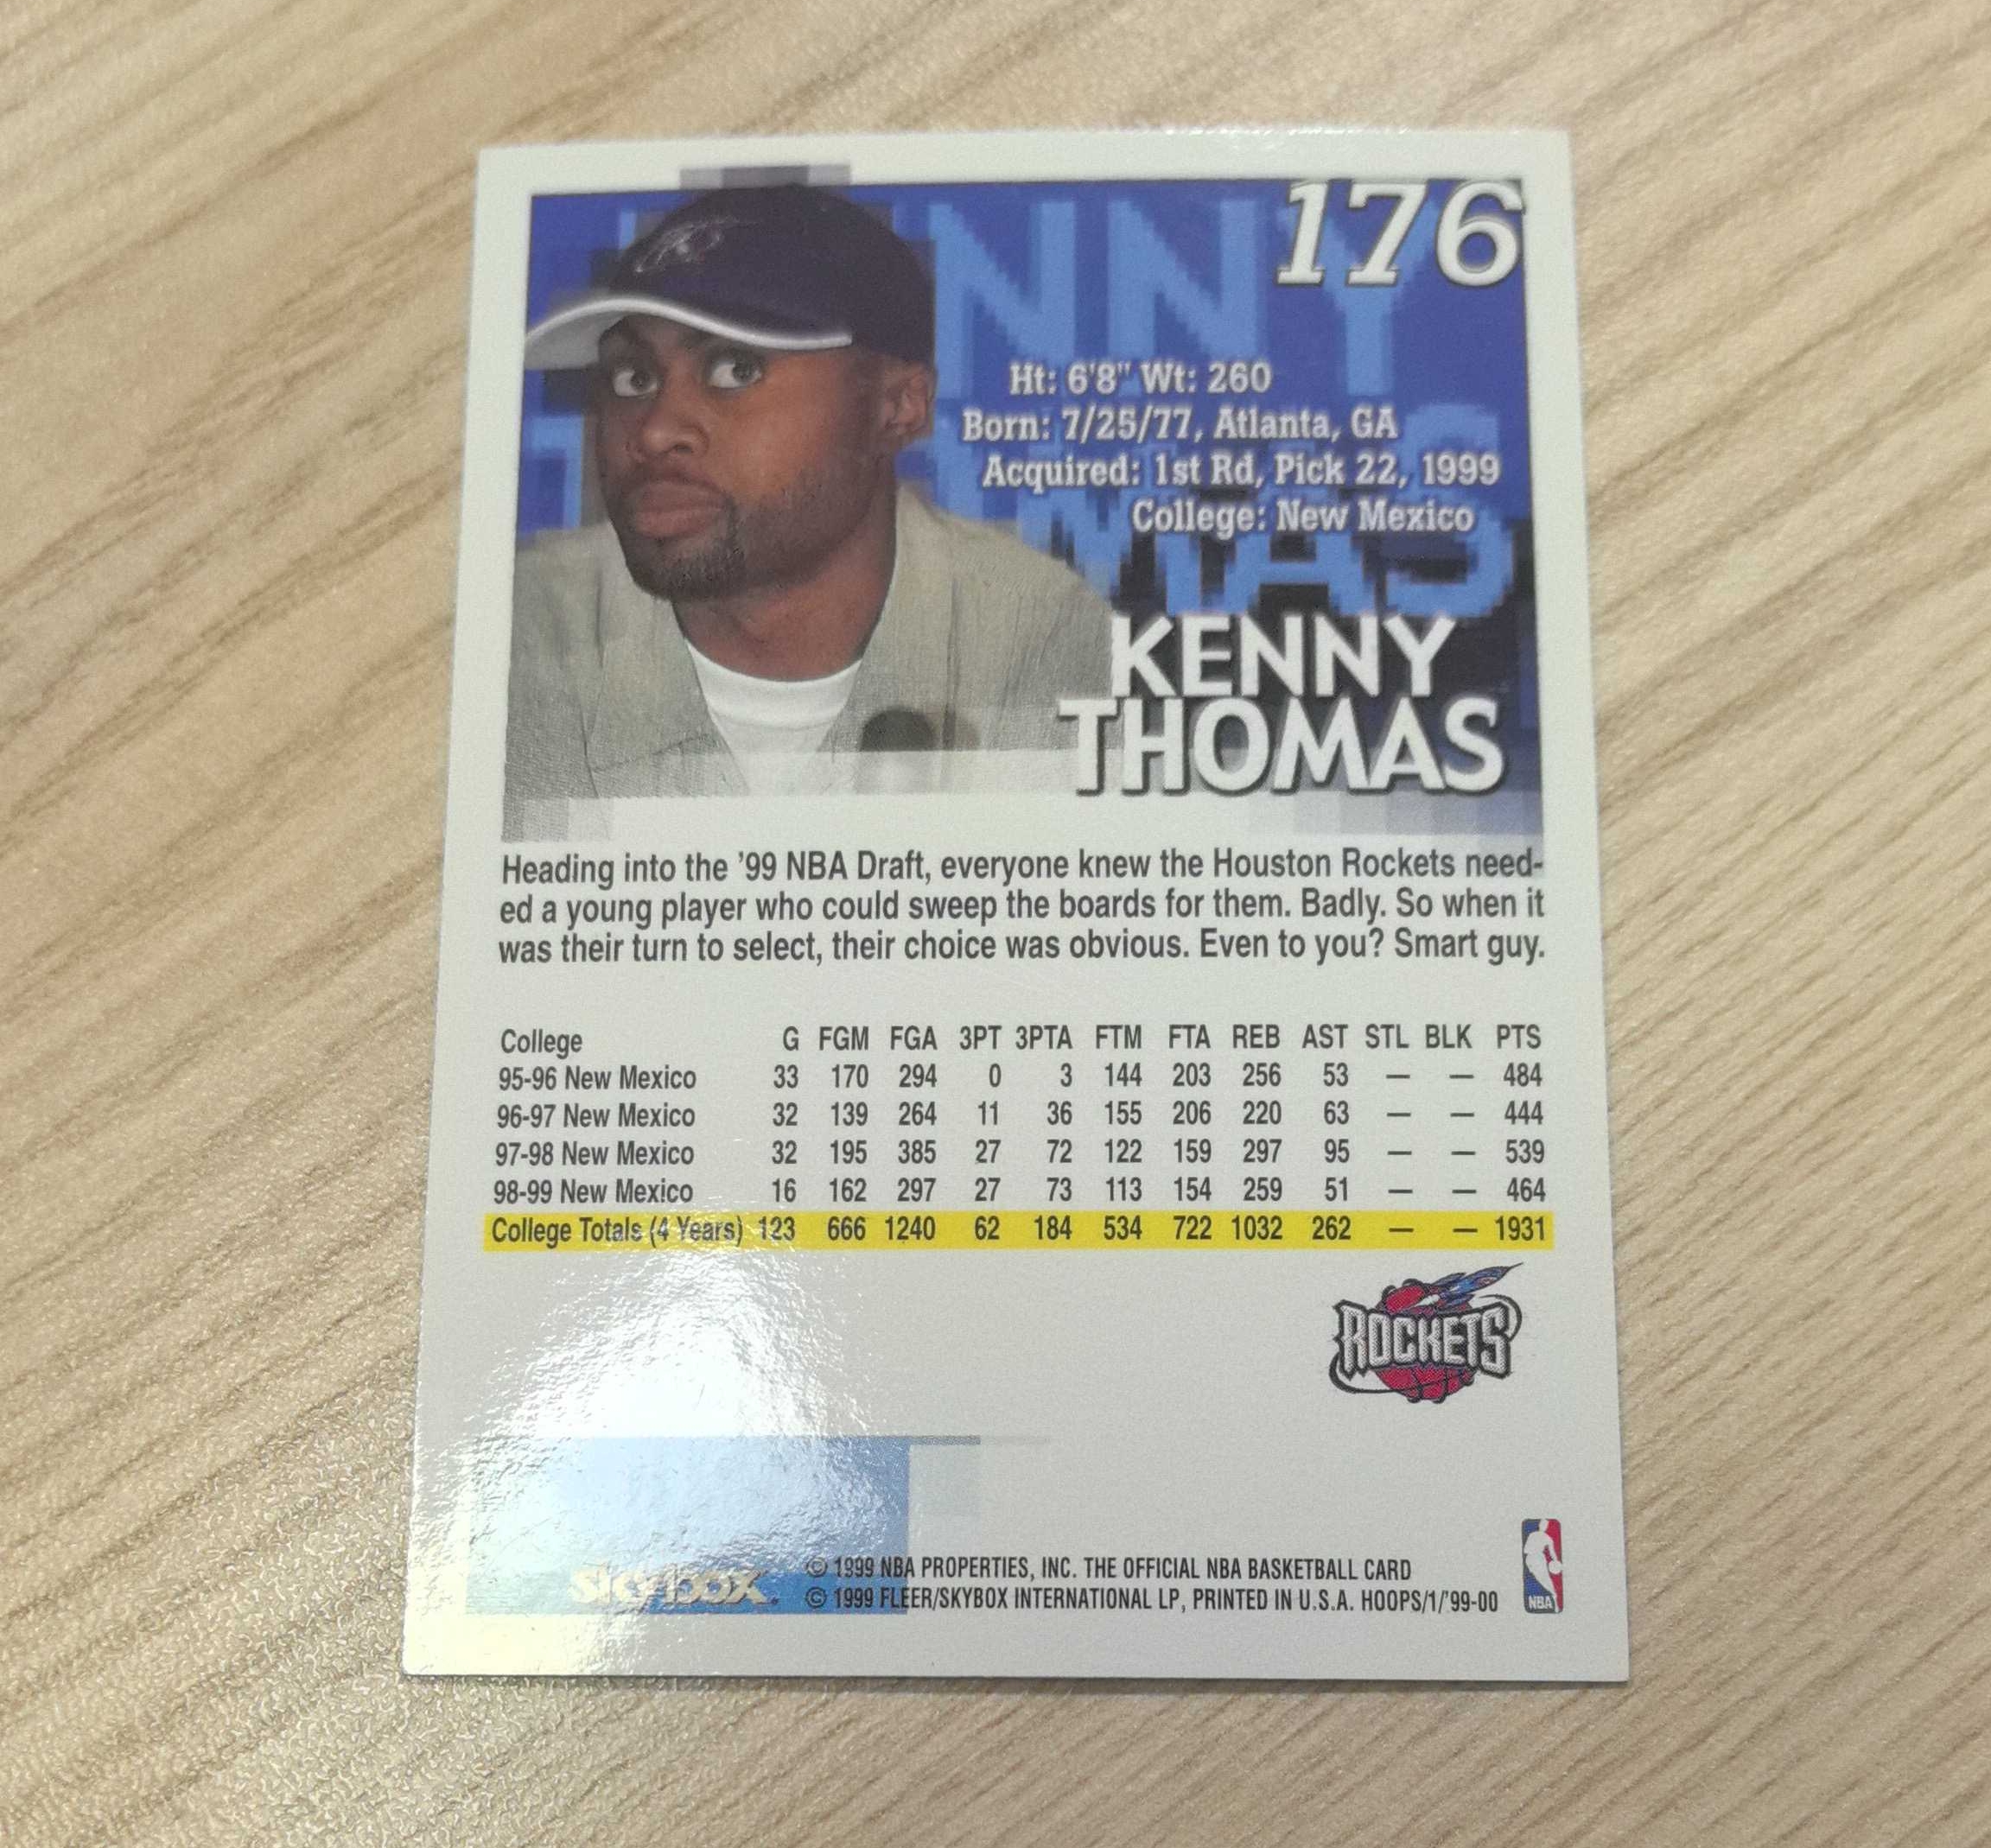 176
Ht: 6'8" Wt: 260
Born: 7/25/77, Atlanta, GA
Acquired: 1st Rd, Pick 22, 1999
College: New Mexico
KENNY
THOMAS
Heading into the '99 NBA Draft, everyone knew the Houston Rockets need-
ed a young player who could sweep the boards for them. Badly. So when it
was their turn to select, their choice was obvious. Even to you? Smart guy.
College G FGM FGA 3PT 3PTA FTM FTA REB AST STL BLK PTS
95-96 New Mexico 33 170 294 0 3 144 203 256 53 — — 484
96-97 New Mexico 32 139 264 11 36 155 206 220 63 — — 444
97-98 New Mexico 32 195 385 27 72 122 159 297 95 — — 539
98-99 New Mexico 16 162 297 27 73 113 154 259 51 — — 464
College Totals (4 Years) 123 666 1240 62 184 534 722 1032 262 — — 1931
ROCKETS
skybox © 1999 NBA PROPERTIES, INC. THE OFFICIAL NBA BASKETBALL CARD
© 1999 FLEER/SKYBOX INTERNATIONAL LP, PRINTED IN U.S.A. HOOPS/1/'99-00
NBA